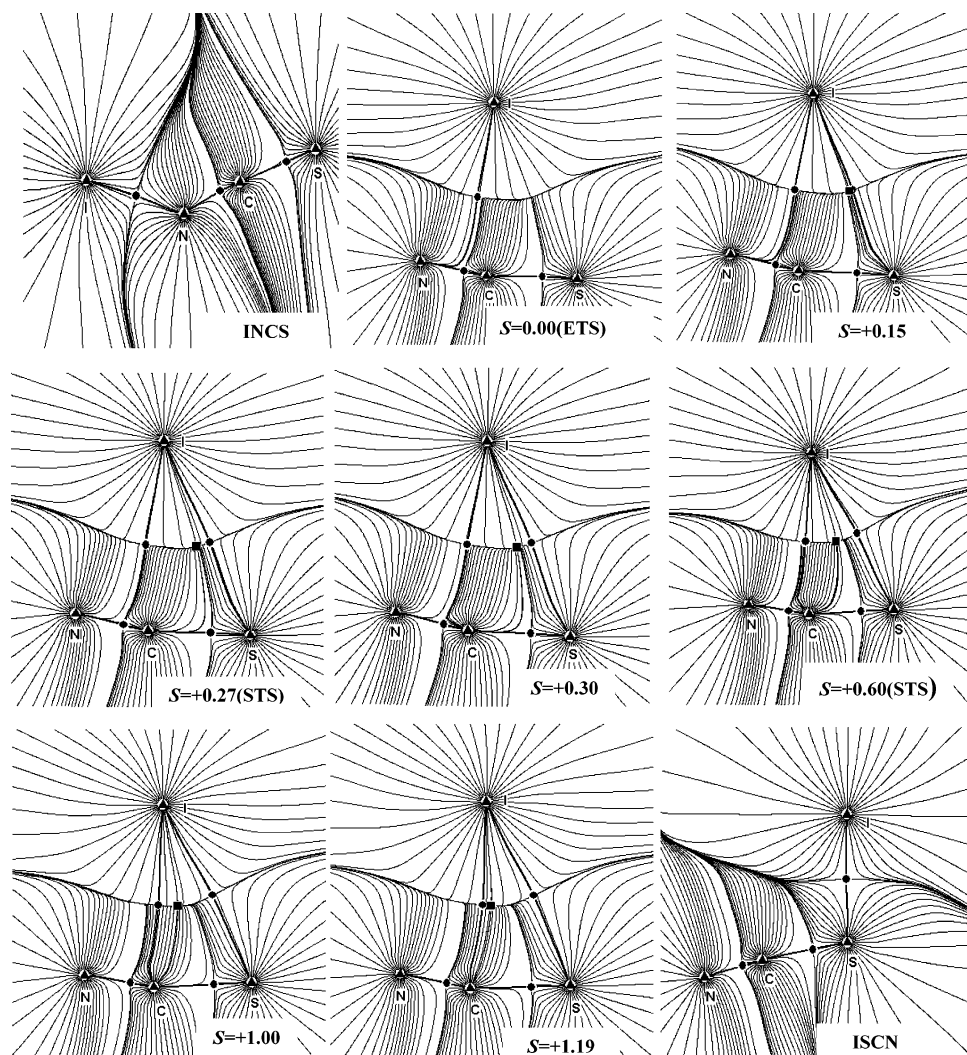 I
N
C
S
INCS
I
N
C
S
S=0.00(ETS)
I
N
C
S
S=+0.15
I
N
C
S
S=+0.27(STS)
I
N
C
S
S=+0.30
I
N
C
S
S=+0.60(STS)
I
N
C
S
S=+1.00
I
N
C
S
S=+1.19
I
N
C
S
ISCN